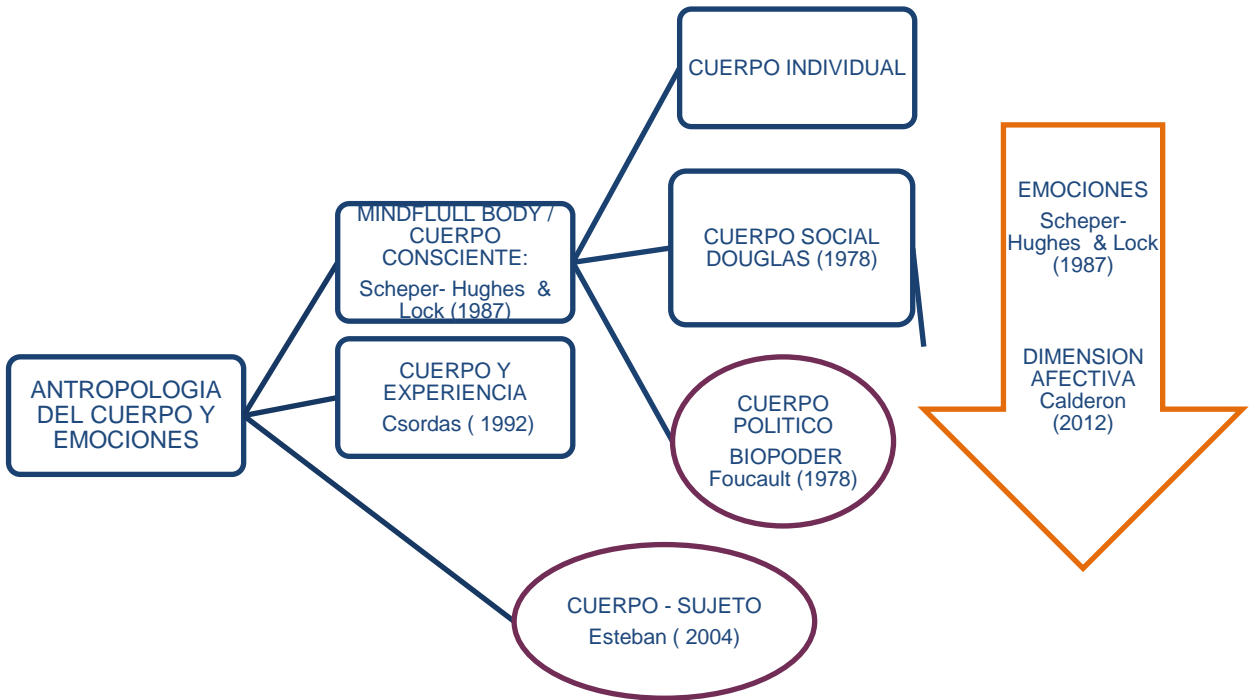 ANTROPOLOGIA
DEL CUERPO Y
EMOCIONES
MINDFLULL BODY /
CUERPO
CONSCIENTE:
Scheper- Hughes &
Lock (1987)
CUERPO Y
EXPERIENCIA
Csordas ( 1992)
CUERPO - SUJETO
Esteban ( 2004)
CUERPO INDIVIDUAL
CUERPO SOCIAL
DOUGLAS (1978)
CUERPO
POLITICO
BIOPODER
Foucault (1978)
EMOCIONES
Scheper-
Hughes & Lock
(1987)
DIMENSION
AFECTIVA
Calderon
(2012)